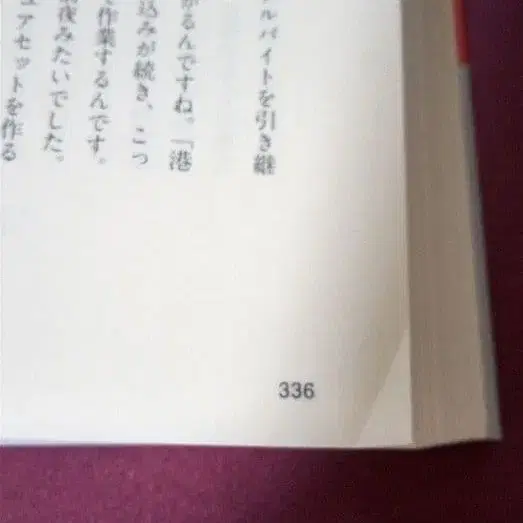 ルバイトを引き継
がるんですね。「港
込みが続き、こっ
作業するんです。
夜みたいでした。
ュアセットを作る
336